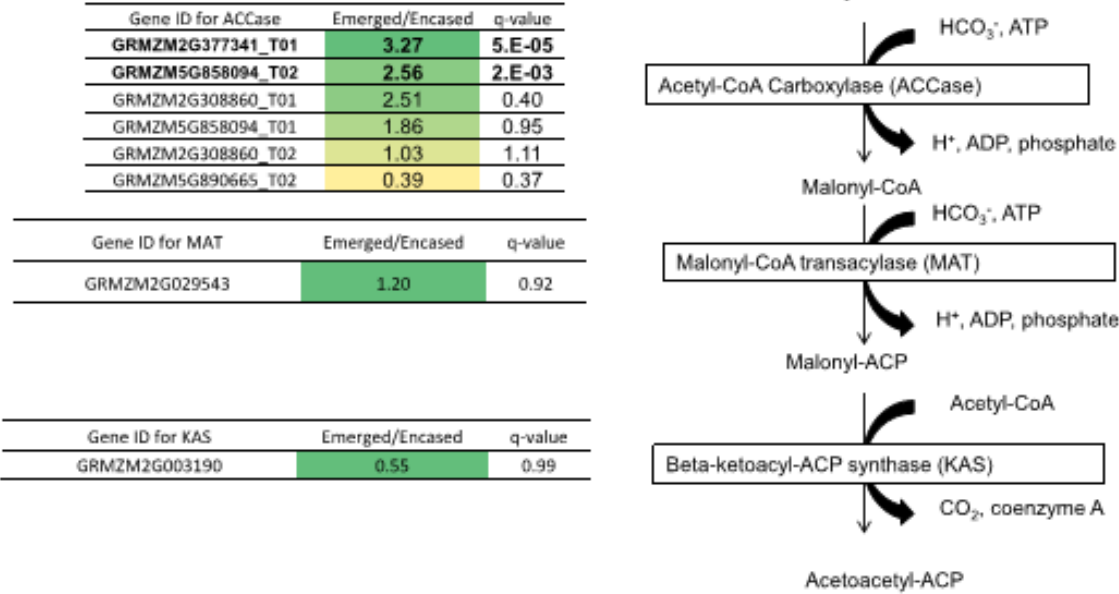 Gene ID for ACCase Emerged/Encased q-value
GRMZM2G377341_T01 3.27 5.E-05
GRMZM5G858094_T02 2.56 2.E-03
GRMZM2G308860_T01 2.51 0.40
GRMZM5G858094_T01 1.86 0.95
GRMZM2G308860_T02 1.03 1.11
GRMZM5G890665_T02 0.39 0.37
Gene ID for MAT Emerged/Encased q-value
GRMZM2G029543 1.20 0.92
Gene ID for KAS Emerged/Encased q-value
GRMZM2G003190 0.55 0.99
HCO₃⁻, ATP
Acetyl-CoA Carboxylase (ACCase)
H⁺, ADP, phosphate
Malonyl-CoA
HCO₃⁻, ATP
Malonyl-CoA transacylase (MAT)
H⁺, ADP, phosphate
Malonyl-ACP
Acetyl-CoA
Beta-ketoacyl-ACP synthase (KAS)
CO₂, coenzyme A
Acetoacetyl-ACP